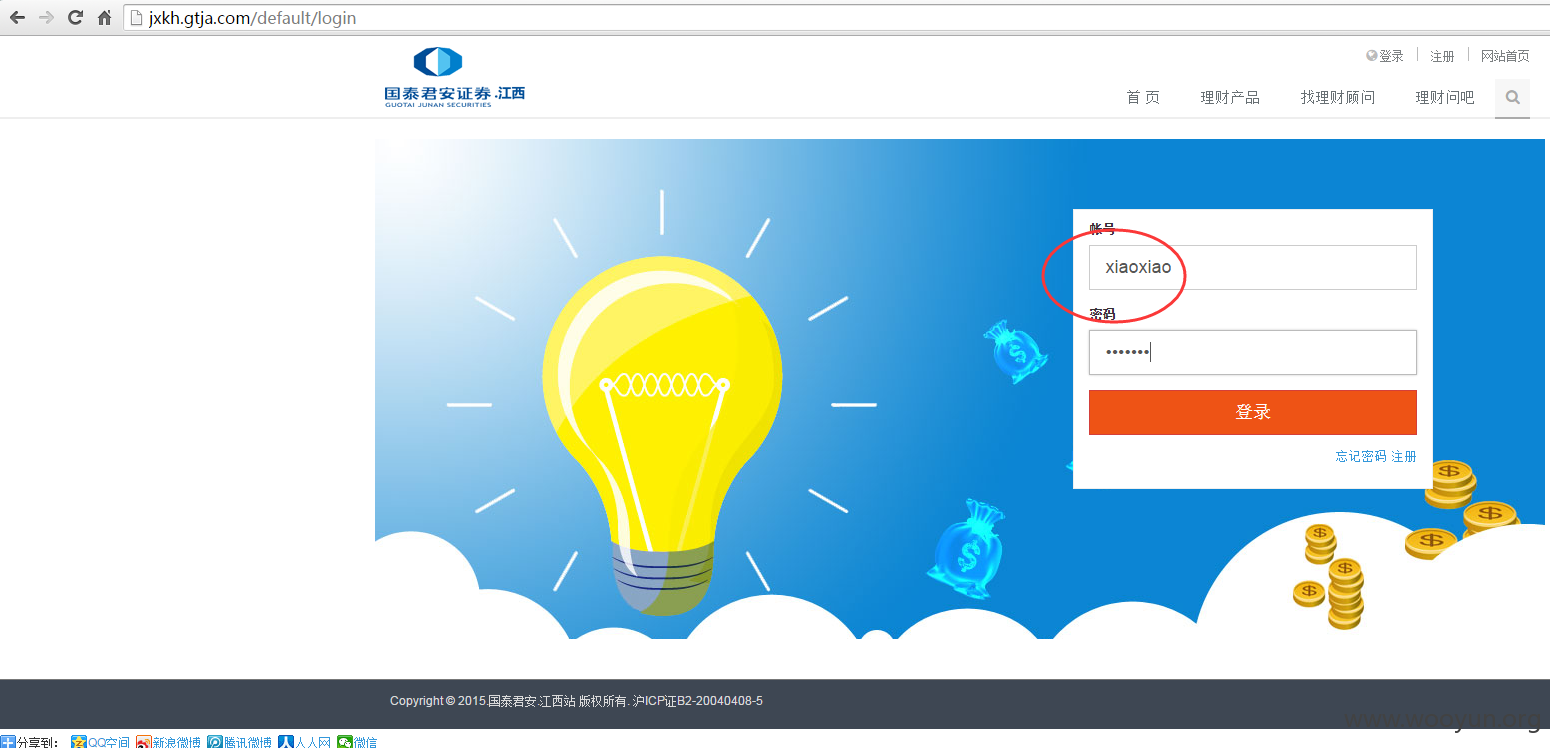 jxkh.gtja.com/default/login
登录 注册 网站首页
国泰君安证券.江西
GUOTAI JUNAN SECURITIES
首 页 理财产品 找理财顾问 理财问吧
帐号
xiaoxiao
密码
•••••••
登录
忘记密码 注册
Copyright © 2015.国泰君安.江西站 版权所有. 沪ICP证B2-20040408-5
www.wooyun.org
分享到： QQ空间 新浪微博 腾讯微博 人人网 微信